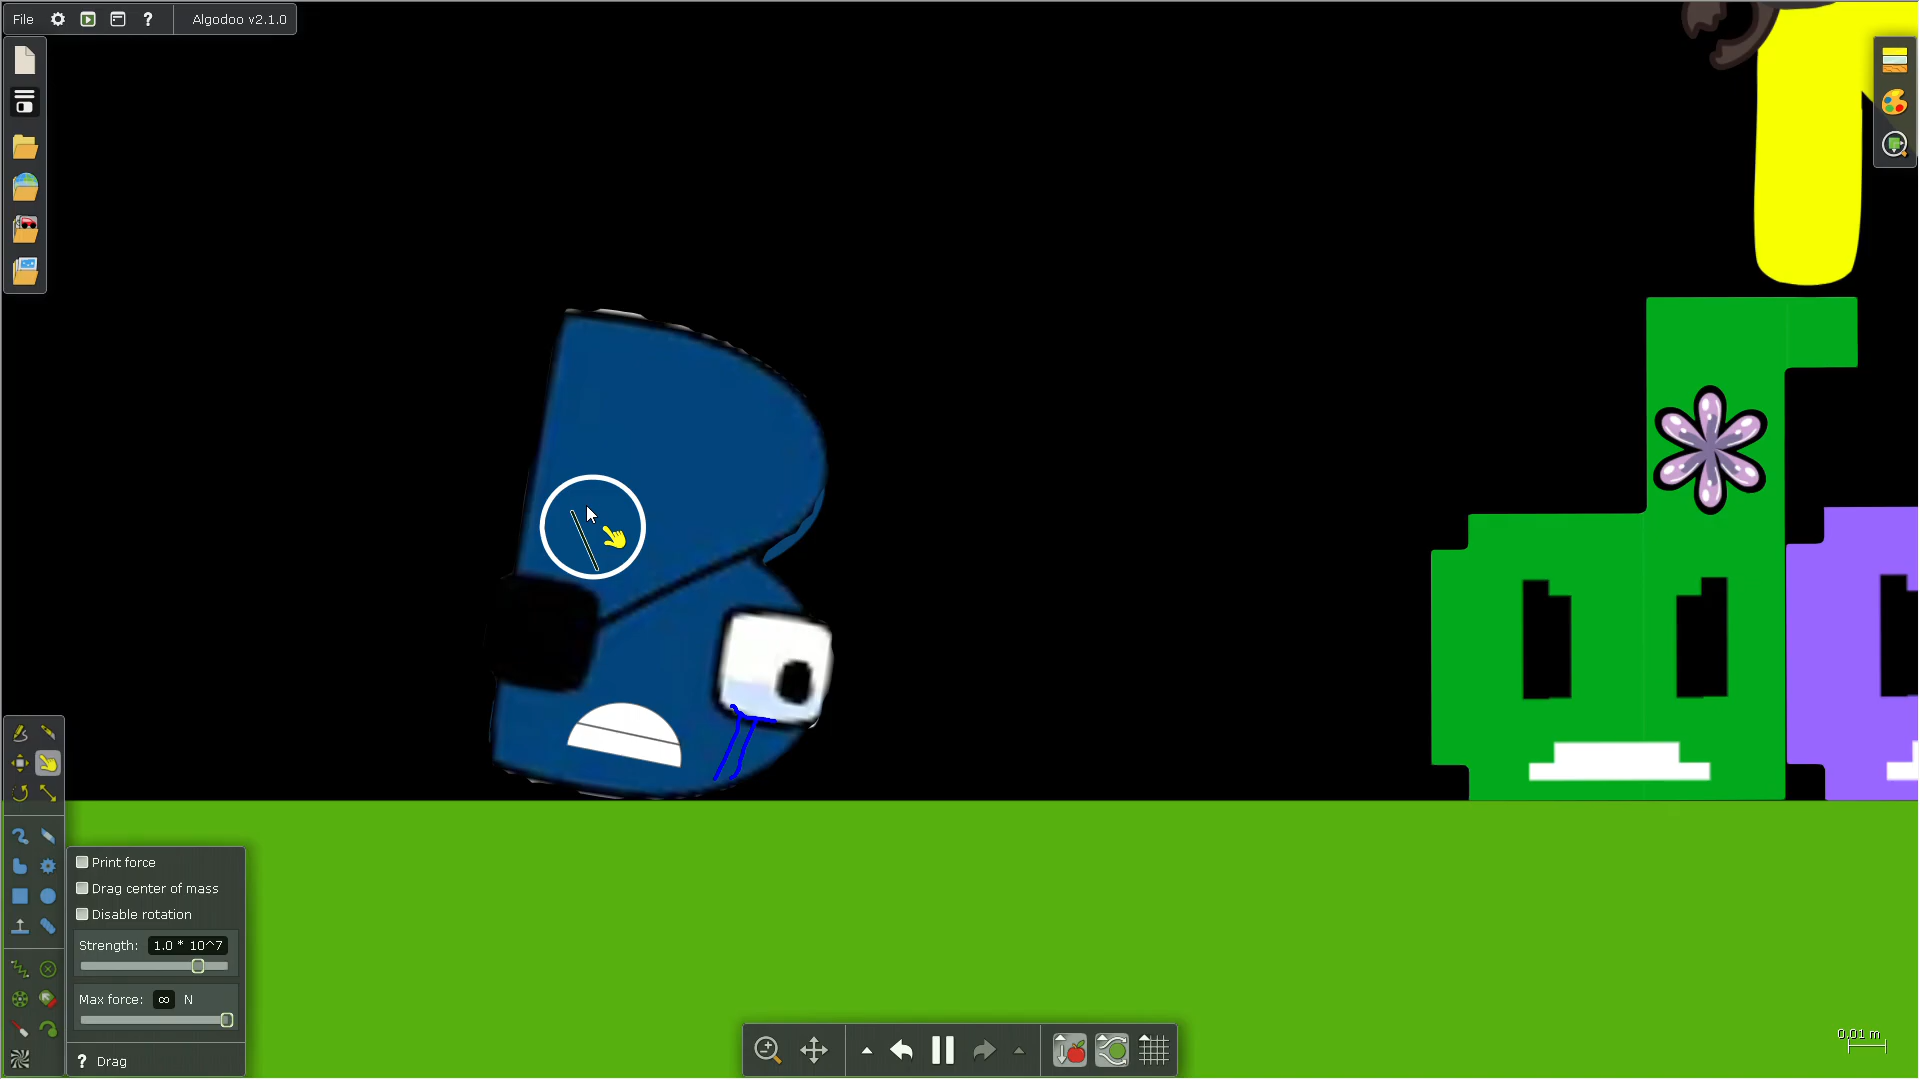 File ? Algodoo v2.1.0
Print force
Drag center of mass
Disable rotation
Strength: 1.0 * 10^7
Max force: ∞ N
? Drag
0.01 m